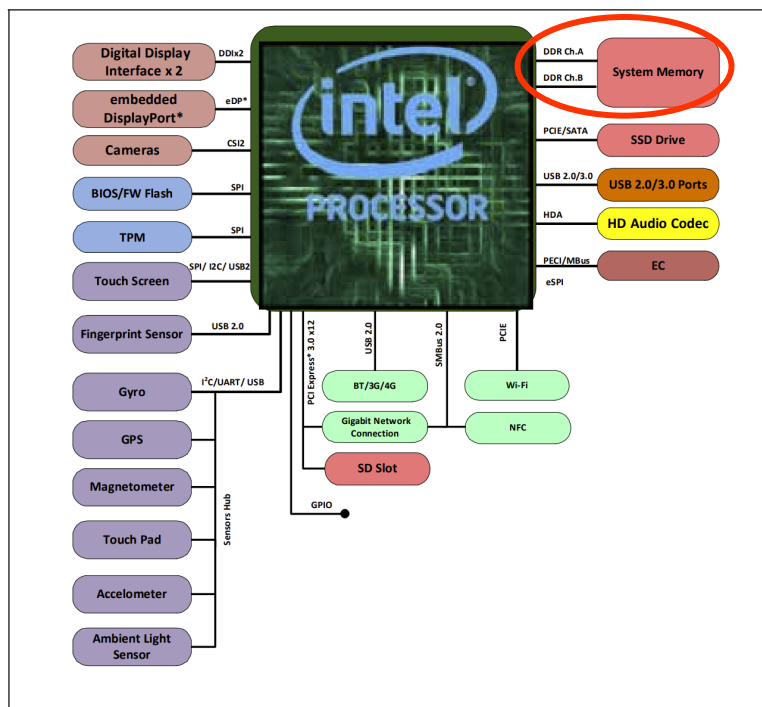 Digital Display
Interface x 2
DDIx2
embedded
DisplayPort*
eDP*
Cameras
CSI2
BIOS/FW Flash
SPI
TPM
SPI
Touch Screen
SPI/ I2C/ USB2
Fingerprint Sensor
USB 2.0
Gyro
I²C/UART/ USB
GPS
Magnetometer
Touch Pad
Accelometer
Ambient Light
Sensor
Sensors Hub
intel
PROCESSOR
DDR Ch.A
DDR Ch.B
System Memory
PCIE/SATA
SSD Drive
USB 2.0/3.0
USB 2.0/3.0 Ports
HDA
HD Audio Codec
PECI/MBus
EC
eSPI
PCI Express* 3.0 x12
USB 2.0
SMBus 2.0
PCIE
BT/3G/4G
Wi-Fi
Gigabit Network
Connection
NFC
SD Slot
GPIO